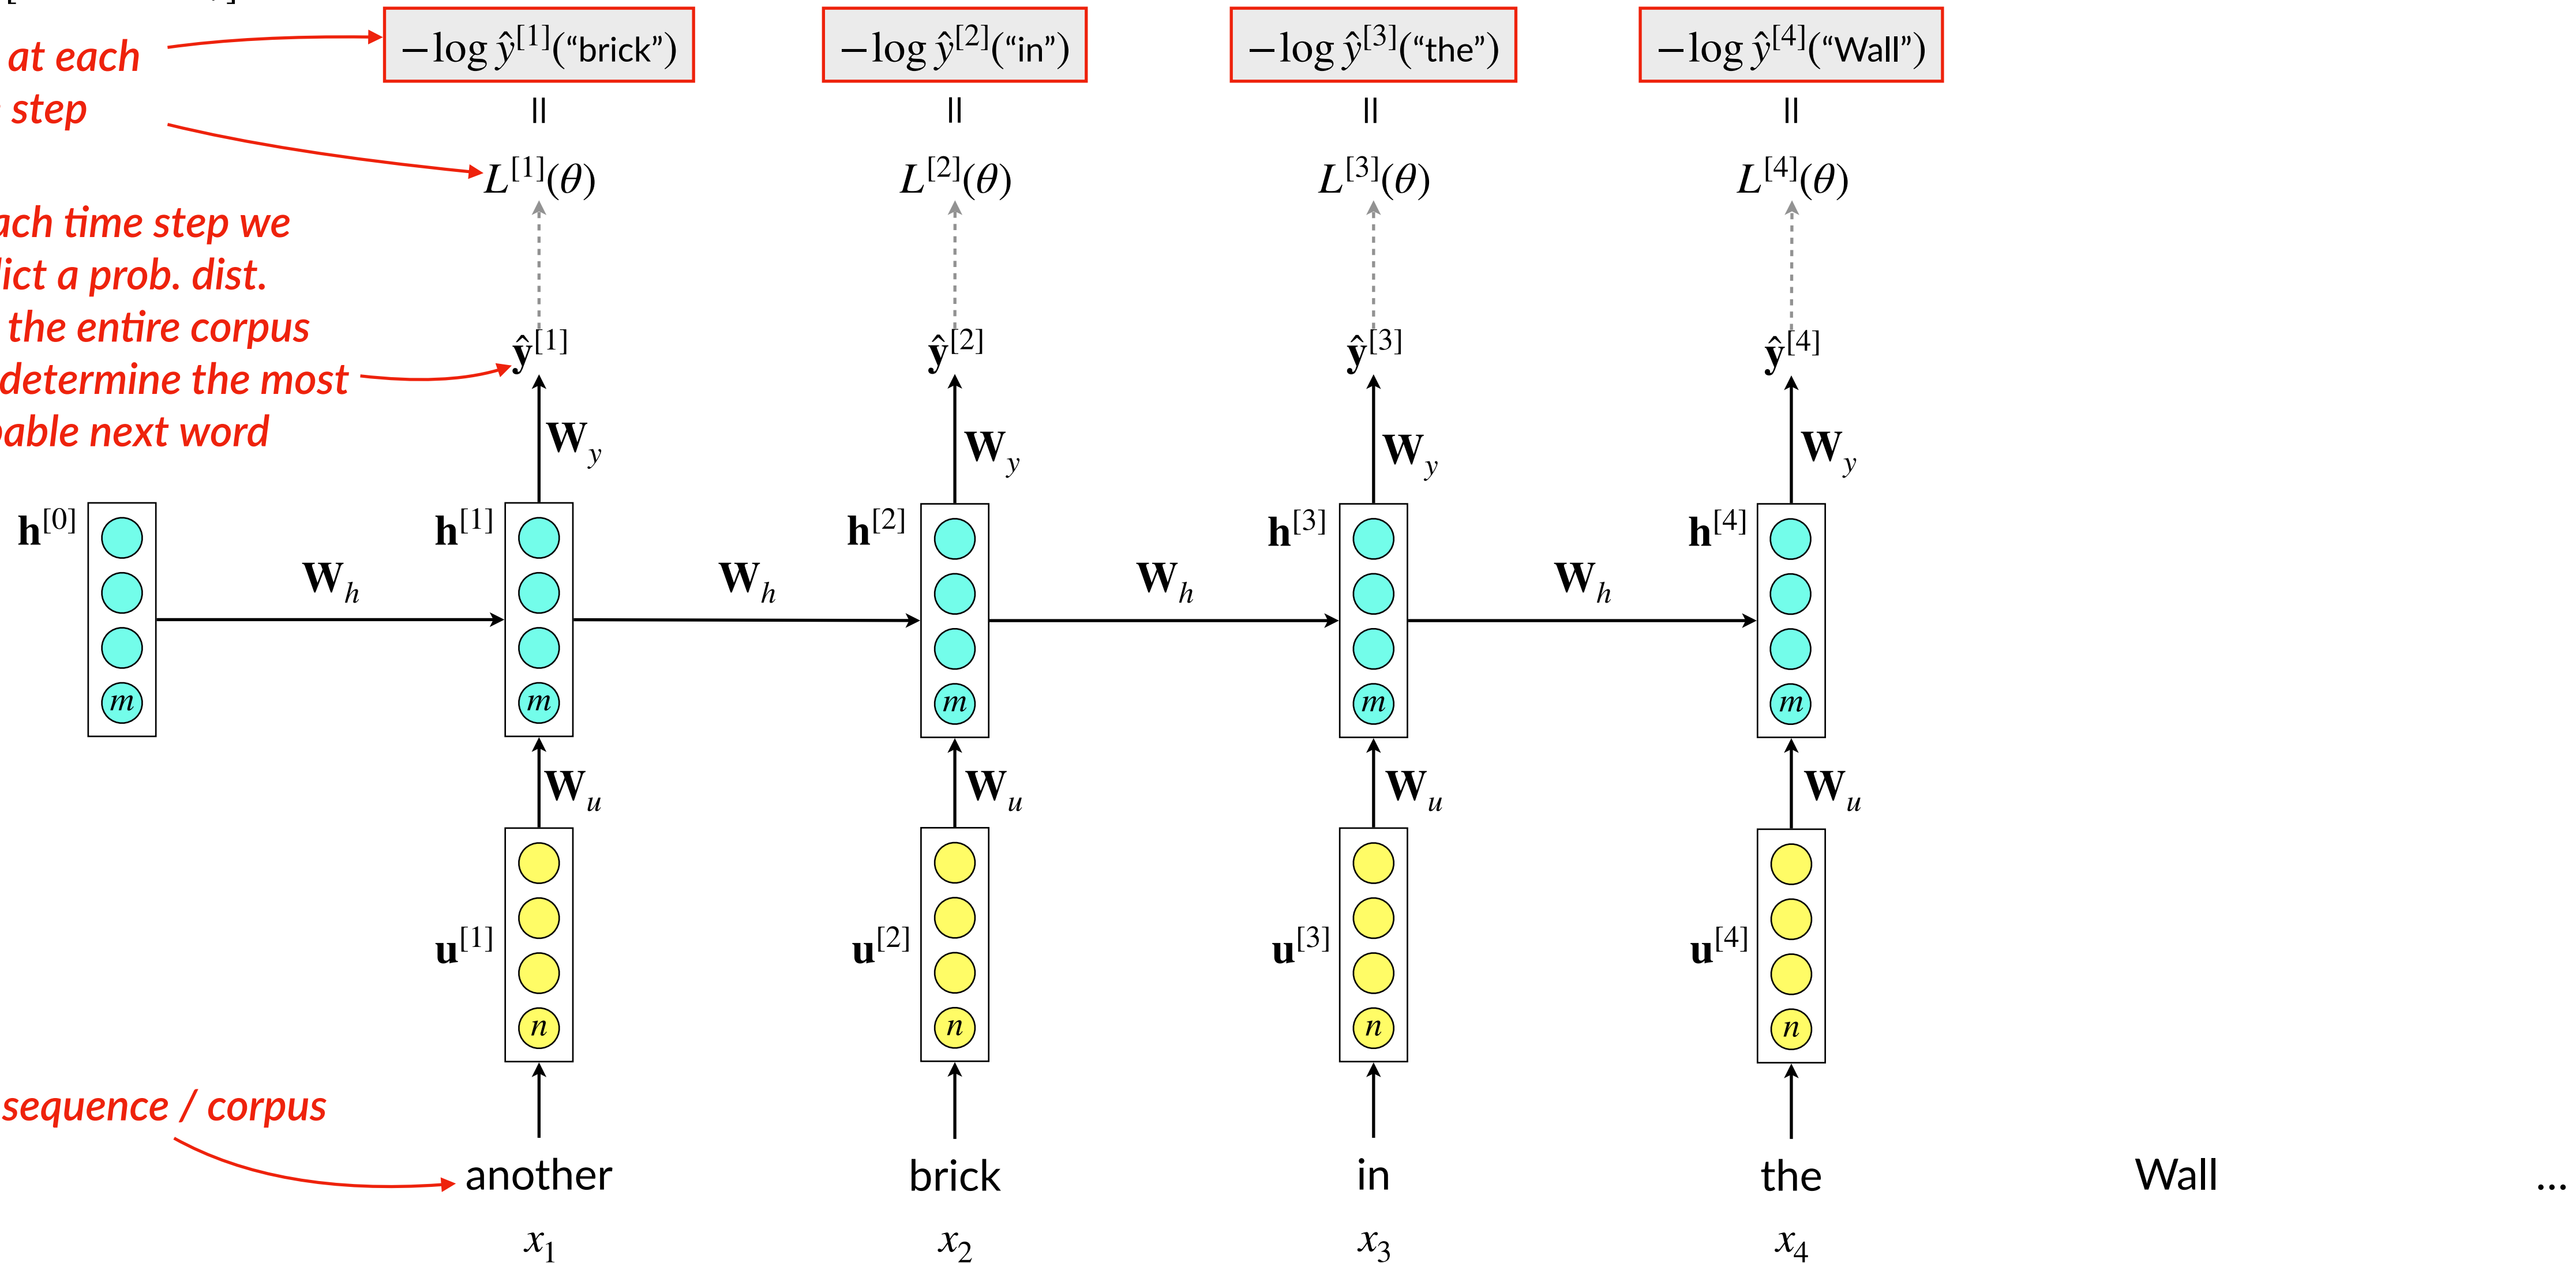 −log ŷ[1](“brick”) −log ŷ[2](“in”) −log ŷ[3](“the”) −log ŷ[4](“Wall”)
at each
step
= = = =
L[1](θ) L[2](θ) L[3](θ) L[4](θ)
time step we
a prob. dist.
the entire corpus
determine the most
next word
ŷ[1] ŷ[2] ŷ[3] ŷ[4]
Wy Wy Wy Wy
h[0] h[1] h[2] h[3] h[4]
Wh Wh Wh Wh
m m m m m
Wu Wu Wu Wu
u[1] u[2] u[3] u[4]
n n n n
sequence / corpus
another brick in the Wall ...
x1 x2 x3 x4